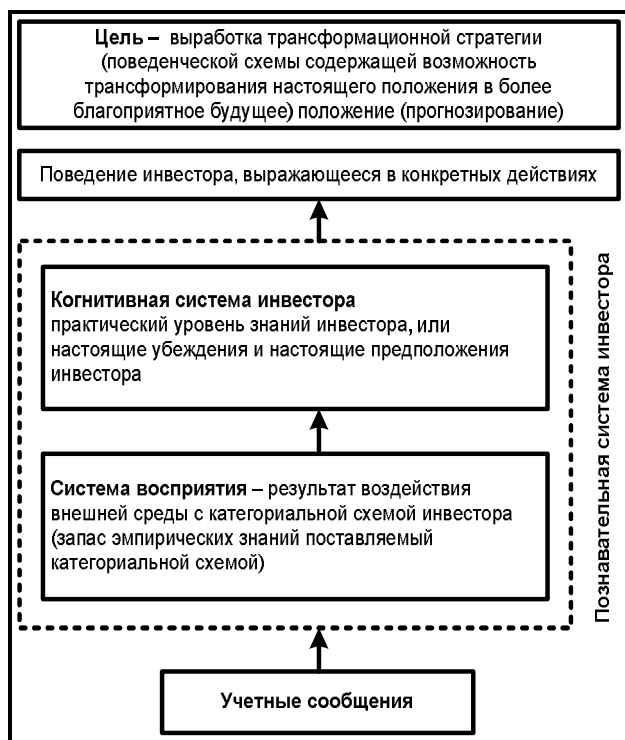 Цель – выработка трансформационной стратегии
(поведенческой схемы содержащей возможность
трансформирования настоящего положения в более
благоприятное будущее) положение (прогнозирование)
Поведение инвестора, выражающееся в конкретных действиях
Когнитивная система инвестора
практический уровень знаний инвестора, или
настоящие убеждения и настоящие предположения
инвестора
Система восприятия – результат воздействия
внешней среды с категориальной схемой инвестора
(запас эмпирических знаний поставляемый
категориальной схемой)
Познавательная система инвестора
Учетные сообщения